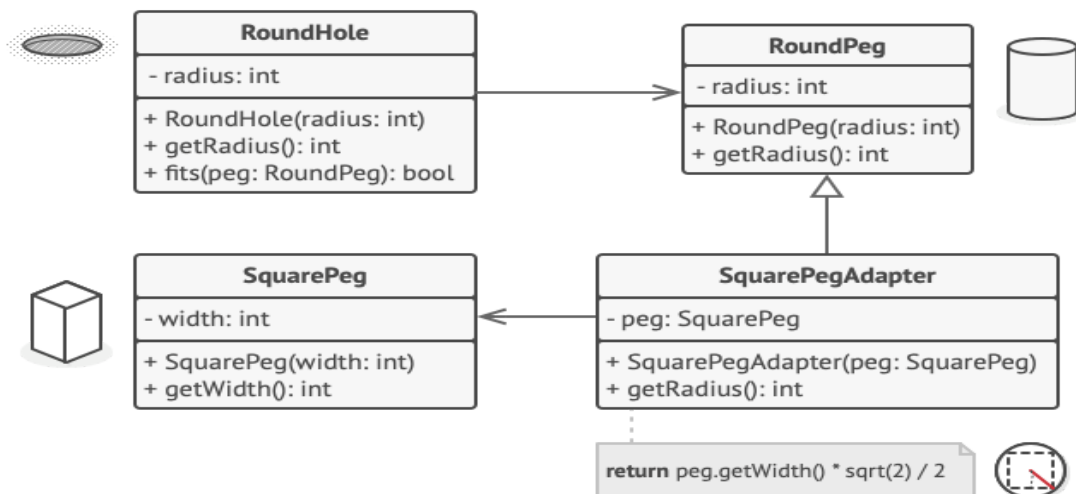 RoundHole
- radius: int
+ RoundHole(radius: int)
+ getRadius(): int
+ fits(peg: RoundPeg): bool
RoundPeg
- radius: int
+ RoundPeg(radius: int)
+ getRadius(): int
SquarePeg
- width: int
+ SquarePeg(width: int)
+ getWidth(): int
SquarePegAdapter
- peg: SquarePeg
+ SquarePegAdapter(peg: SquarePeg)
+ getRadius(): int
return peg.getWidth() * sqrt(2) / 2